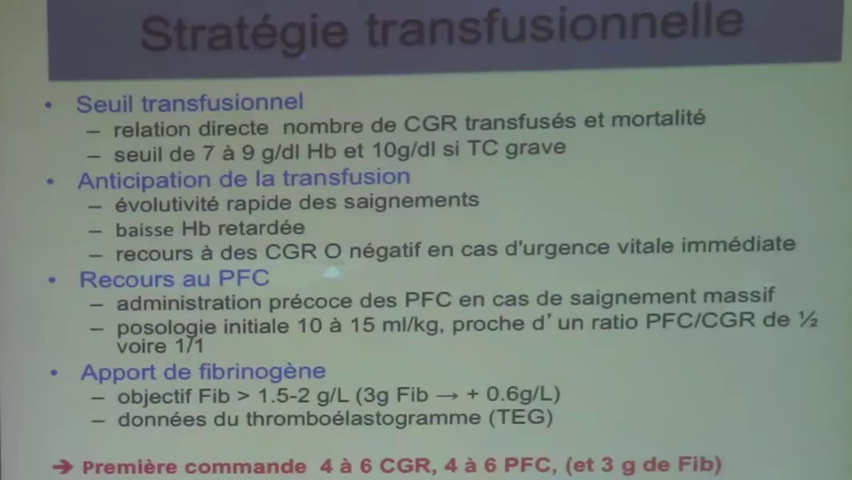 Stratégie transfusionnelle
• Seuil transfusionnel
– relation directe nombre de CGR transfusés et mortalité
– seuil de 7 à 9 g/dl Hb et 10g/dl si TC grave
• Anticipation de la transfusion
– évolutivité rapide des saignements
– baisse Hb retardée
– recours à des CGR O négatif en cas d'urgence vitale immédiate
• Recours au PFC
– administration précoce des PFC en cas de saignement massif
– posologie initiale 10 à 15 ml/kg, proche d' un ratio PFC/CGR de ½
voire 1/1
• Apport de fibrinogène
– objectif Fib > 1.5-2 g/L (3g Fib → + 0.6g/L)
– données du thromboélastogramme (TEG)
➔ Première commande 4 à 6 CGR, 4 à 6 PFC, (et 3 g de Fib)